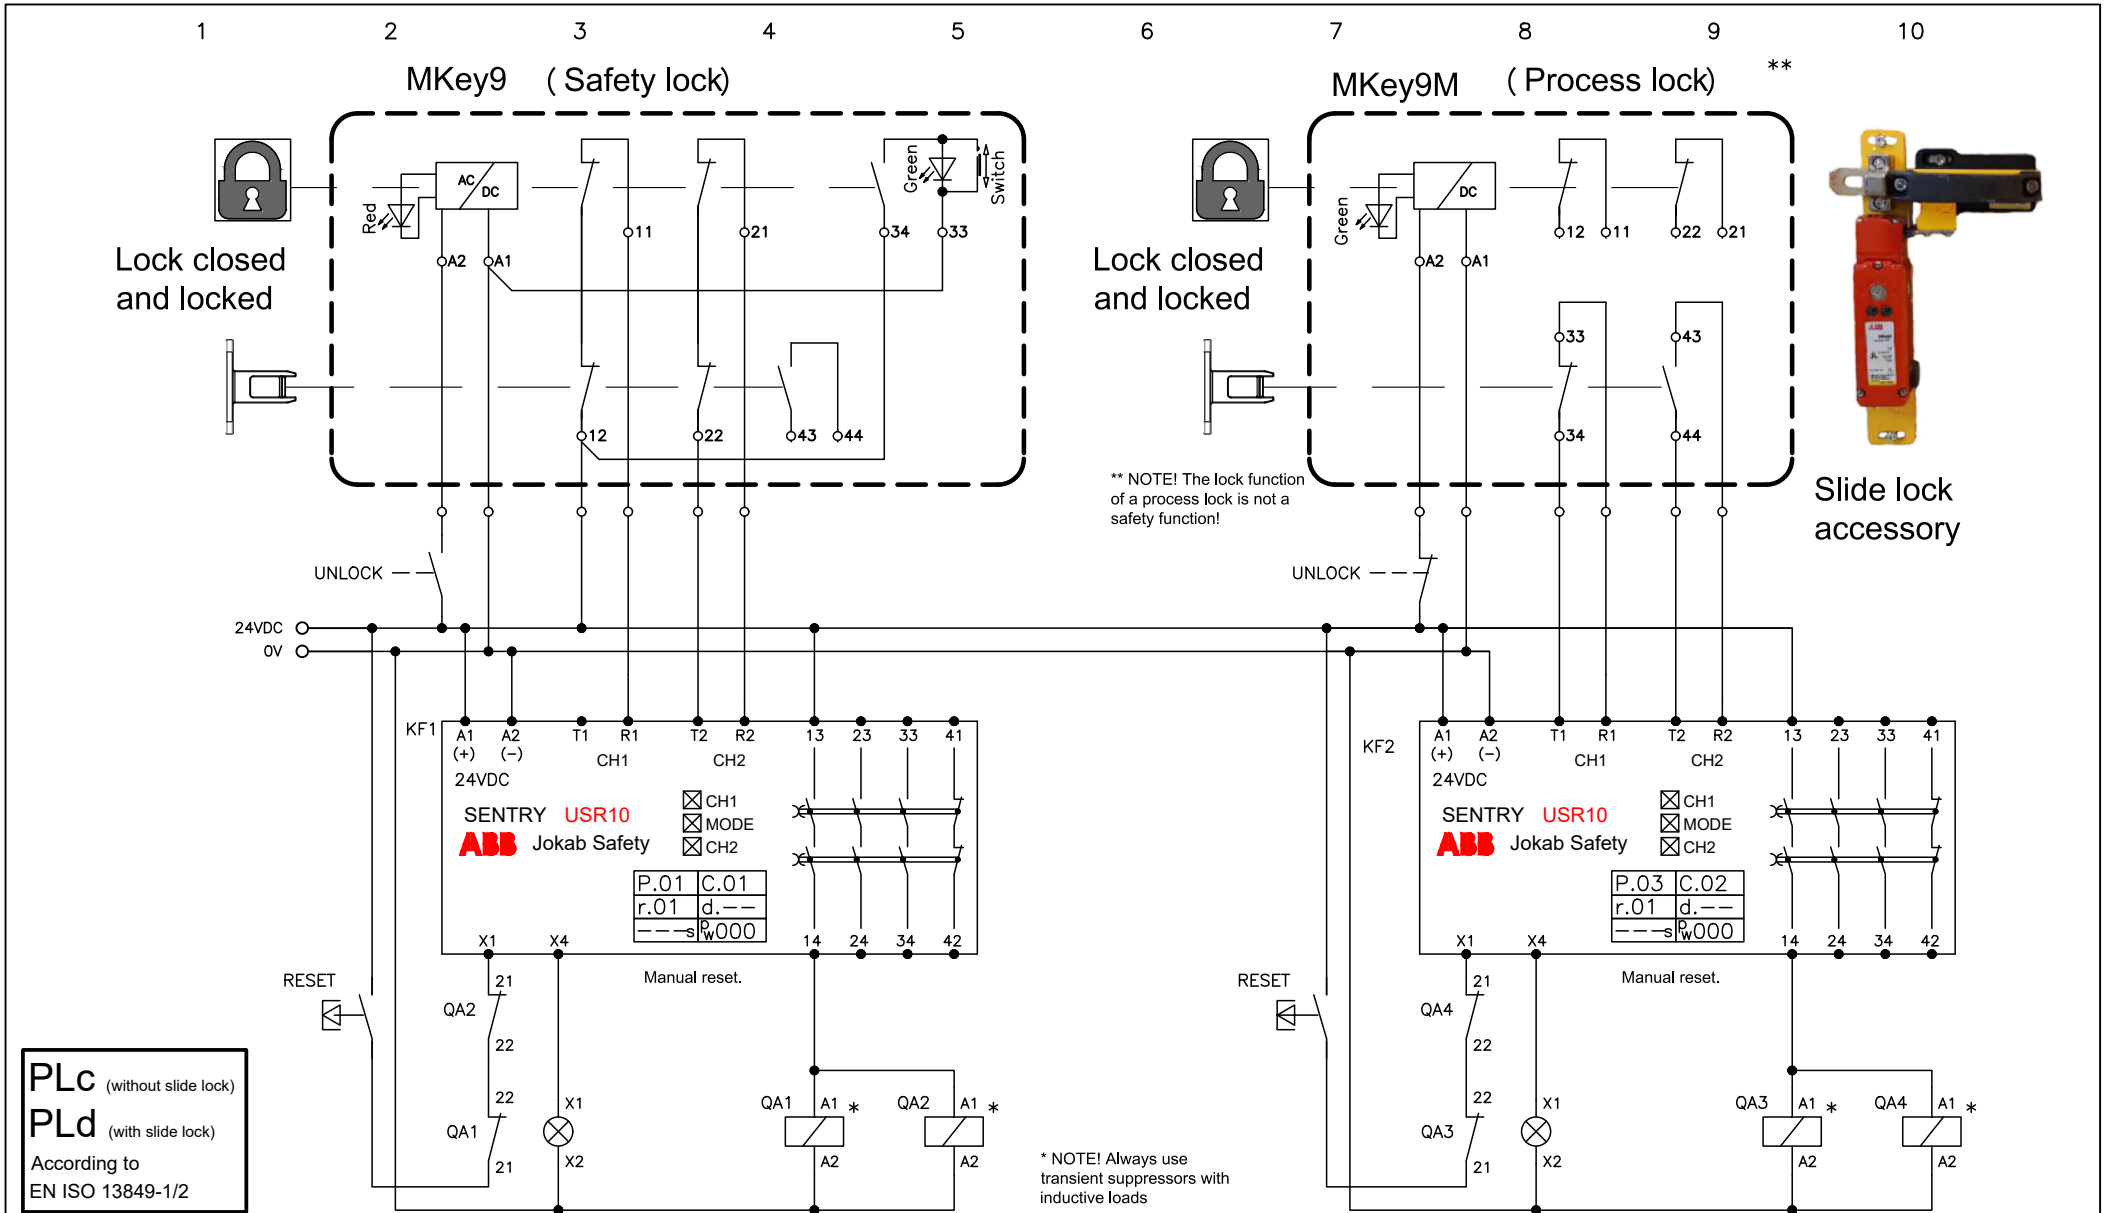 1 2 3 4 5 6 7 8 9 10
MKey9 ( Safety lock)
MKey9M ( Process lock) **
AC
DC
Red
Green
Switch
11
21
34
33
A2
A1
Lock closed
and locked
12
22
43
44
DC
Green
12
11
22
21
A2
A1
Lock closed
and locked
33
43
34
44
** NOTE! The lock function
of a process lock is not a
safety function!
Slide lock
accessory
UNLOCK
UNLOCK
24VDC
0V
KF1
A1 A2 T1 R1 T2 R2 13 23 33 41
(+) (-) CH1 CH2
24VDC
SENTRY USR10
ABB Jokab Safety
CH1
MODE
CH2
P.01 C.01
r.01 d.--
---s Pw000
X1 X4 14 24 34 42
Manual reset.
KF2
A1 A2 T1 R1 T2 R2 13 23 33 41
(+) (-) CH1 CH2
24VDC
SENTRY USR10
ABB Jokab Safety
CH1
MODE
CH2
P.03 C.02
r.01 d.--
---s Pw000
X1 X4 14 24 34 42
Manual reset.
RESET
21
QA2
22
22
QA1
21
X1
X2
QA1 A1 *
A2
QA2 A1 *
A2
RESET
21
QA4
22
22
QA3
21
X1
X2
QA3 A1 *
A2
QA4 A1 *
A2
* NOTE! Always use
transient suppressors with
inductive loads
PLc (without slide lock)
PLd (with slide lock)
According to
EN ISO 13849-1/2